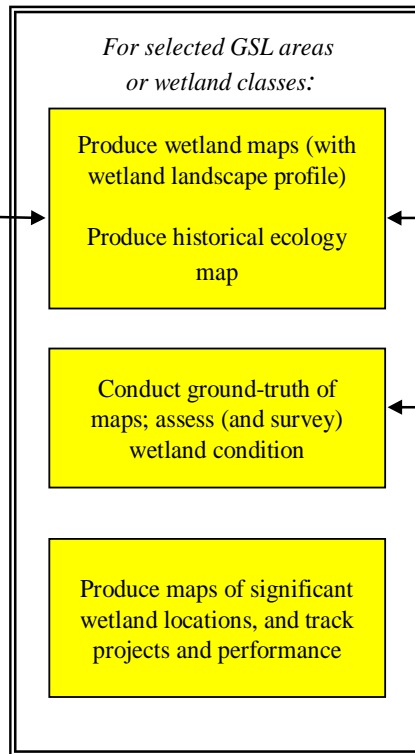 For selected GSL areas
or wetland classes:
Produce wetland maps (with
wetland landscape profile)
Produce historical ecology
map
Conduct ground-truth of
maps; assess (and survey)
wetland condition
Produce maps of significant
wetland locations, and track
projects and performance